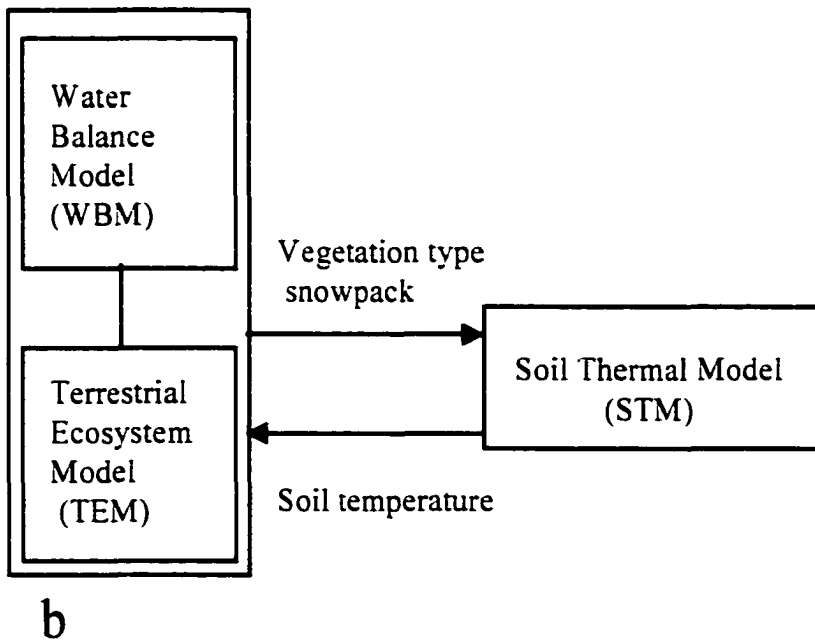 Water
Balance
Model
(WBM)
Terrestrial
Ecosystem
Model
(TEM)
Vegetation type
snowpack
Soil temperature
Soil Thermal Model
(STM)
b